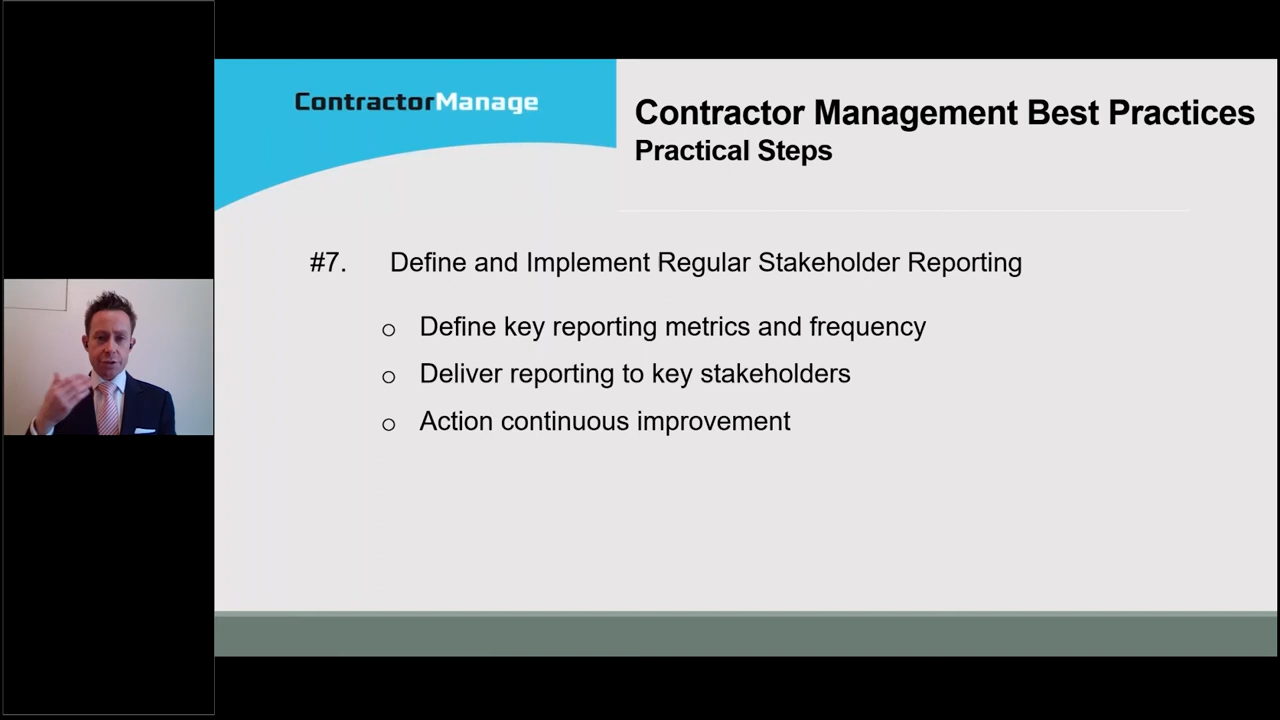 ContractorManage
Contractor Management Best Practices
Practical Steps
#7. Define and Implement Regular Stakeholder Reporting
o Define key reporting metrics and frequency
o Deliver reporting to key stakeholders
o Action continuous improvement